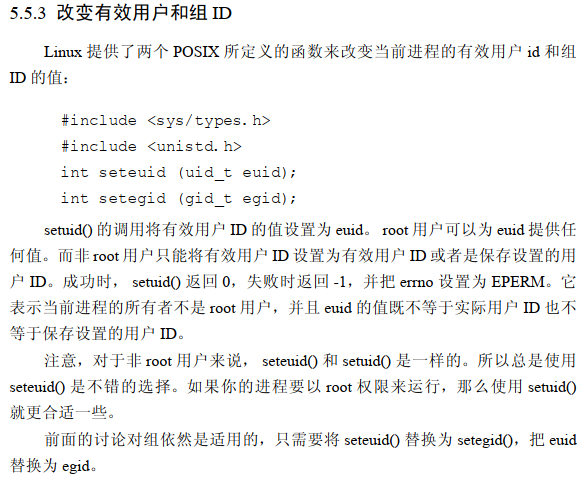 5.5.3 改变有效用户和组 ID
Linux 提供了两个 POSIX 所定义的函数来改变当前进程的有效用户 id 和组
ID 的值：
#include <sys/types.h>
#include <unistd.h>
int seteuid (uid_t euid);
int setegid (gid_t egid);
setuid() 的调用将有效用户 ID 的值设置为 euid。 root 用户可以为 euid 提供任
何值。而非 root 用户只能将有效用户 ID 设置为有效用户 ID 或者是保存设置的用
户 ID。成功时， setuid() 返回 0，失败时返回 -1，并把 errno 设置为 EPERM。它
表示当前进程的所有者不是 root 用户，并且 euid 的值既不等于实际用户 ID 也不
等于保存设置的用户 ID。
注意，对于非 root 用户来说， seteuid() 和 setuid() 是一样的。所以总是使用
seteuid() 是不错的选择。如果你的进程要以 root 权限来运行，那么使用 setuid()
就更合适一些。
前面的讨论对组依然是适用的，只需要将 seteuid() 替换为 setegid()，把 euid
替换为 egid。